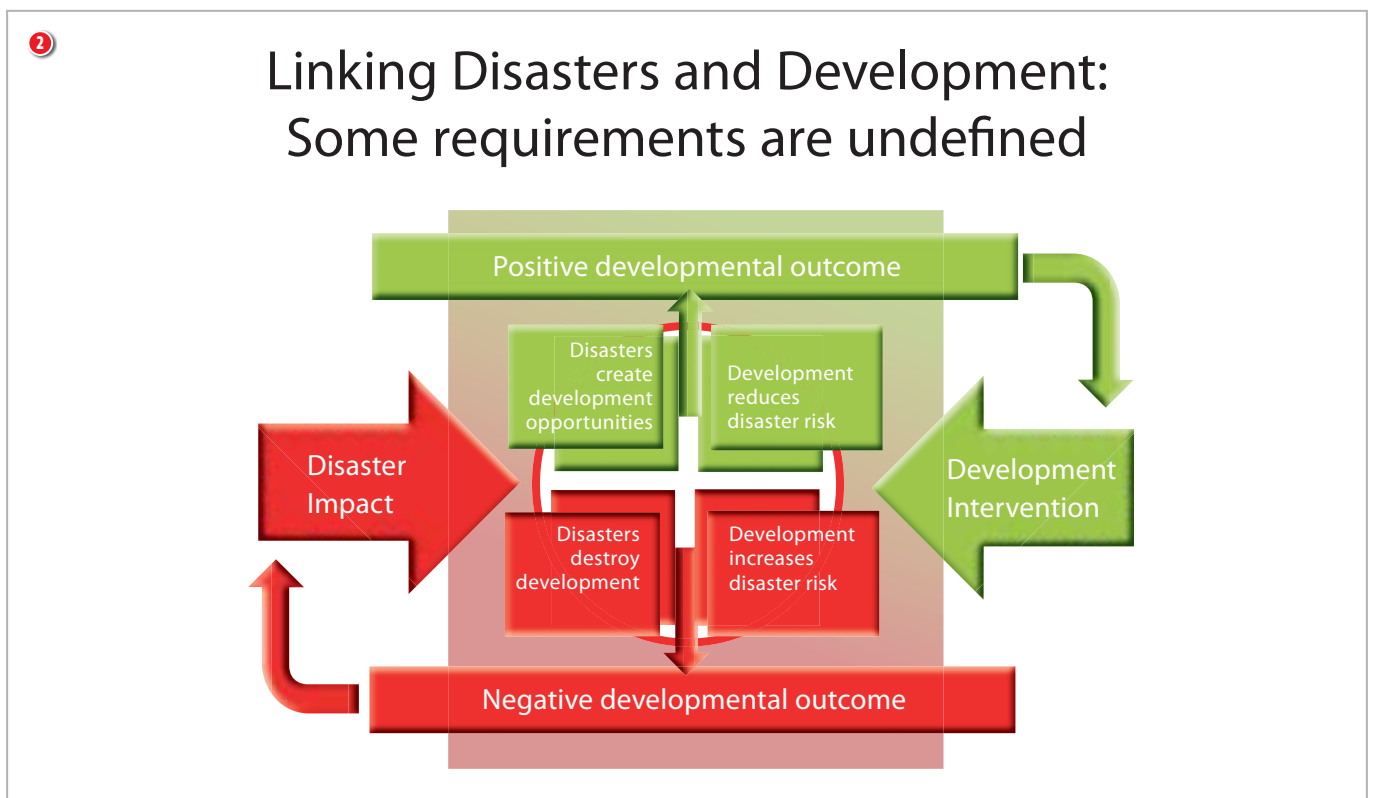 2
Linking Disasters and Development:
Some requirements are undefined
Positive developmental outcome
Disasters
create
development
opportunities
Development
reduces
disaster risk
Disaster
Impact
Development
Intervention
Disasters
destroy
development
Development
increases
disaster risk
Negative developmental outcome